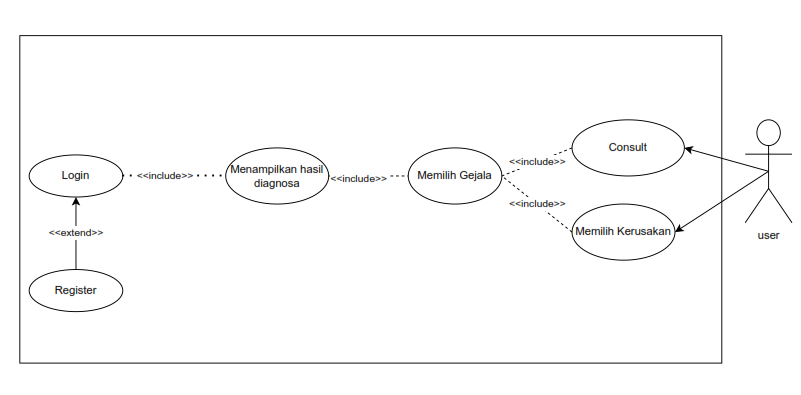 Consult
<<include>>
Login
<<include>>
Menampilkan hasil
diagnosa
<<include>>
Memilih Gejala
<<include>>
Memilih Kerusakan
<<extend>>
user
Register